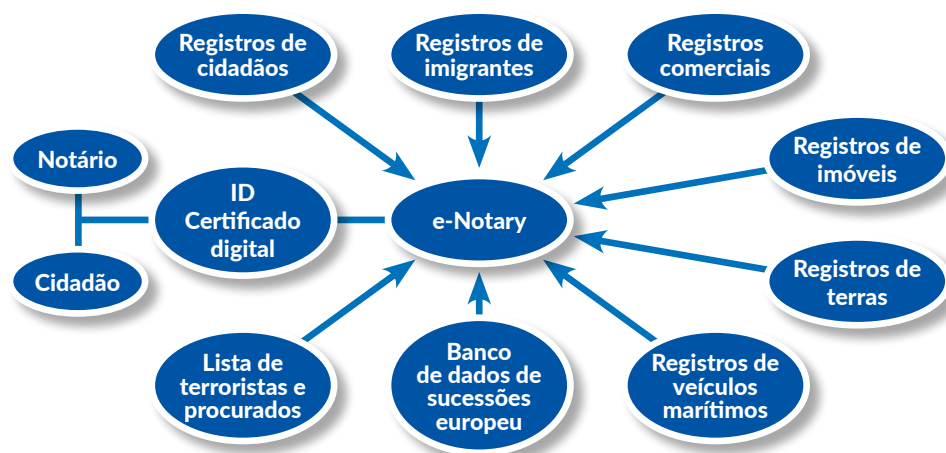 Registros de
cidadãos
Registros de
imigrantes
Registros
comerciais
Notário
Registros de
imóveis
ID
Certificado
digital
e-Notary
Cidadão
Registros de
terras
Lista de
terroristas e
procurados
Banco
de dados de
sucessões
europeu
Registros de
veículos
marítimos